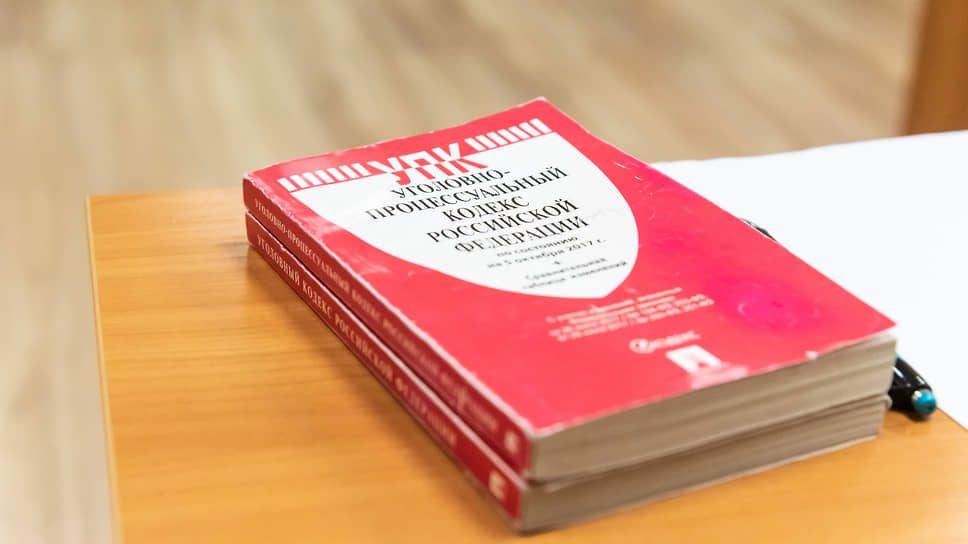 УПК
УГОЛОВНО-
ПРОЦЕССУАЛЬНЫЙ
КОДЕКС
РОССИЙСКОЙ
ФЕДЕРАЦИИ
по состоянию
на 5 октября 2017 г.
+
Сравнительная
таблица изменений
УГОЛОВНО-ПРОЦЕССУАЛЬНЫЙ КОДЕКС
УГОЛОВНЫЙ КОДЕКС РОССИЙСКОЙ ФЕДЕРАЦИИ